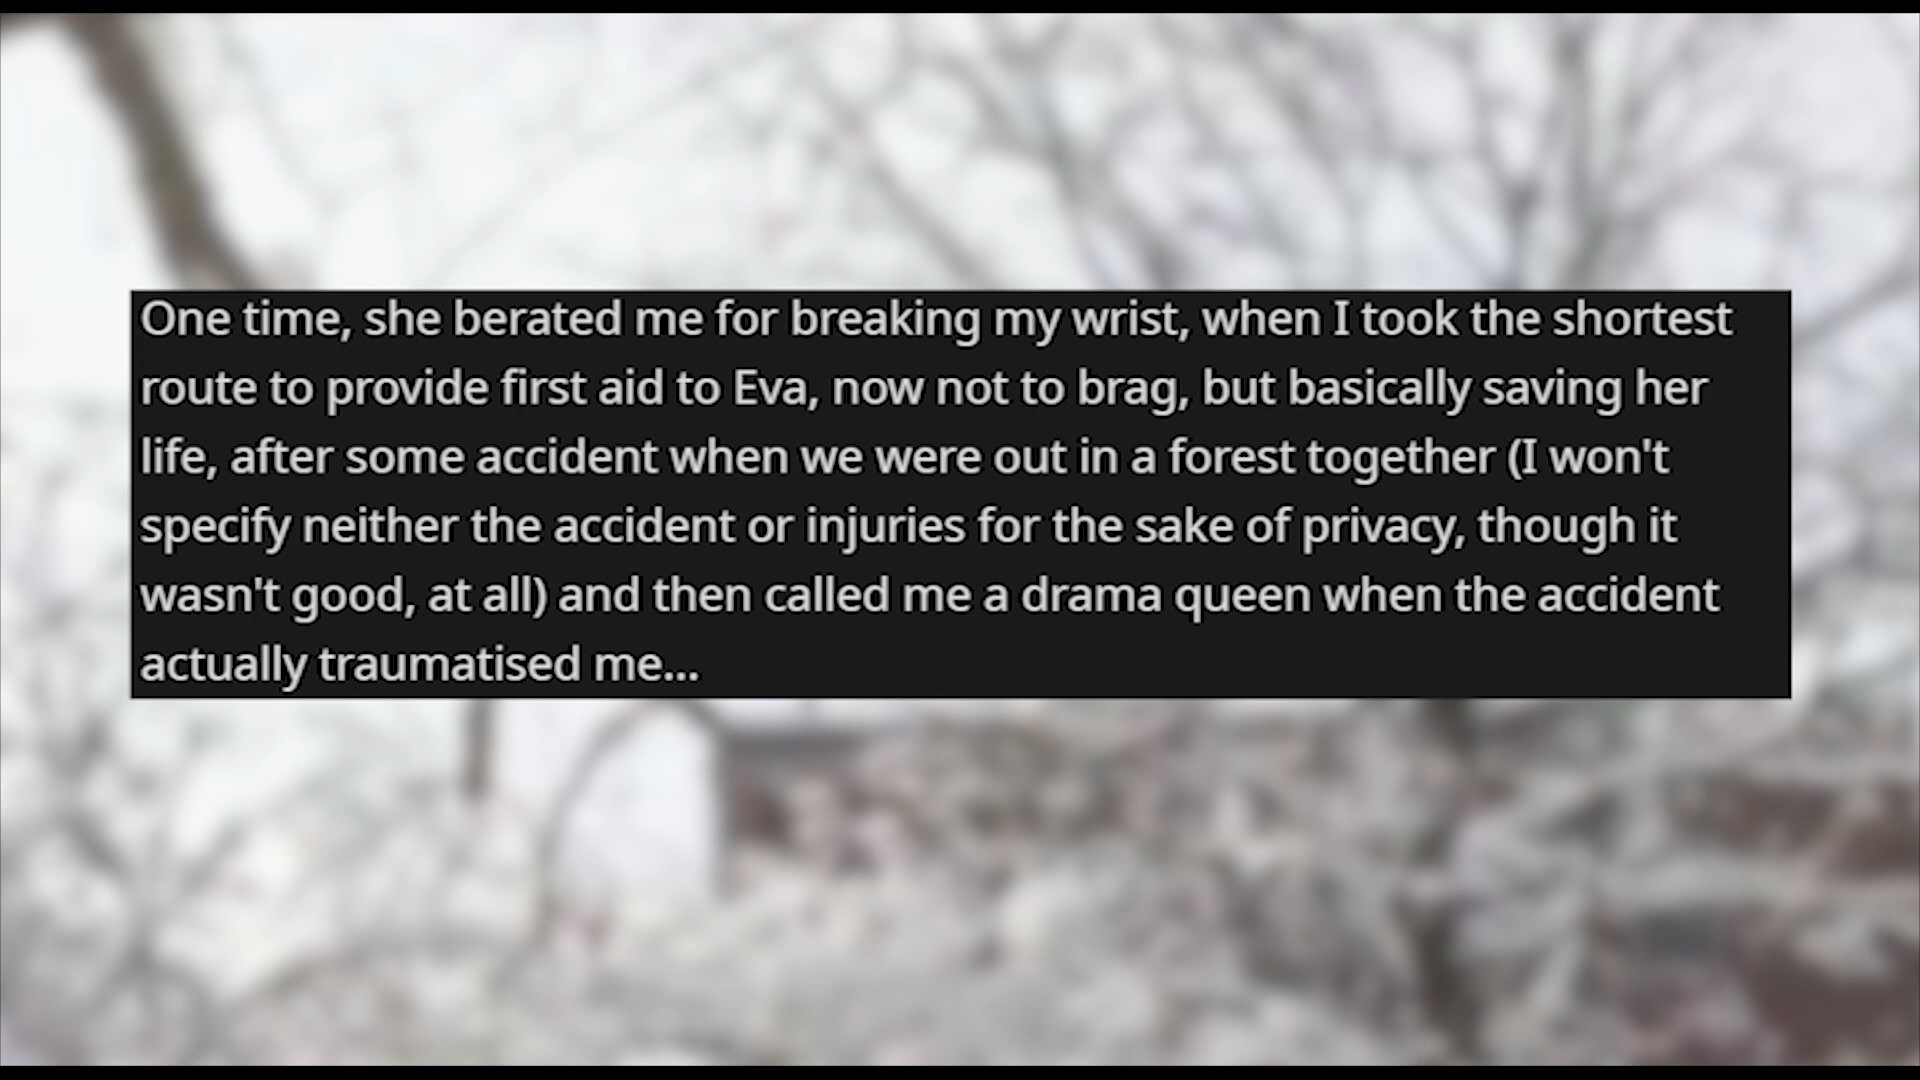 One time, she berated me for breaking my wrist, when I took the shortest
route to provide first aid to Eva, now not to brag, but basically saving her
life, after some accident when we were out in a forest together (I won't
specify neither the accident or injuries for the sake of privacy, though it
wasn't good, at all) and then called me a drama queen when the accident
actually traumatised me...